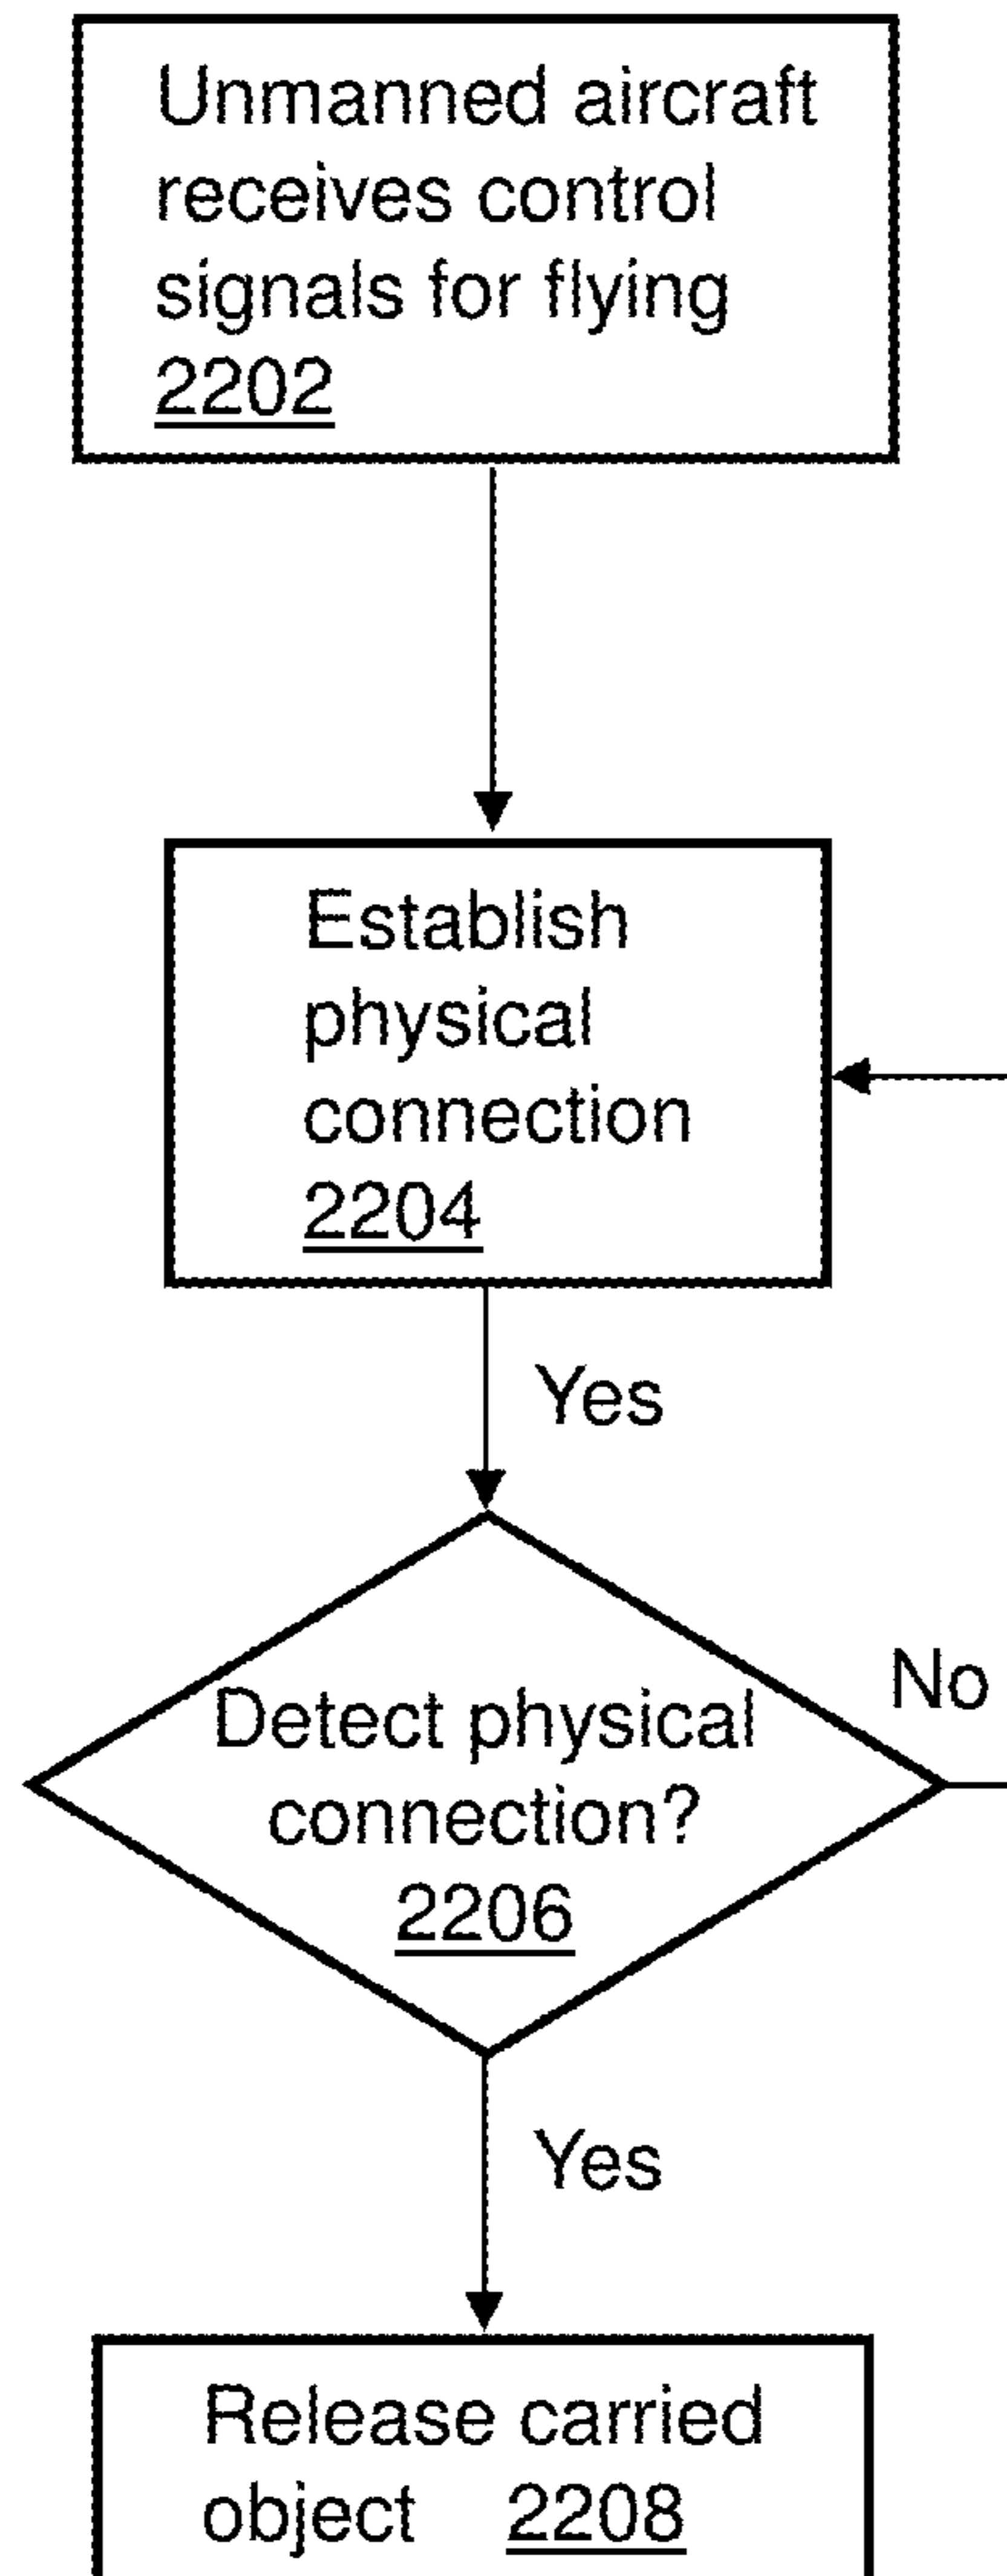 Unmanned aircraft
receives control
signals for flying
2202
Establish
physical
connection
2204
Yes
Detect physical
connection?
2206
No
Yes
Release carried
object 2208